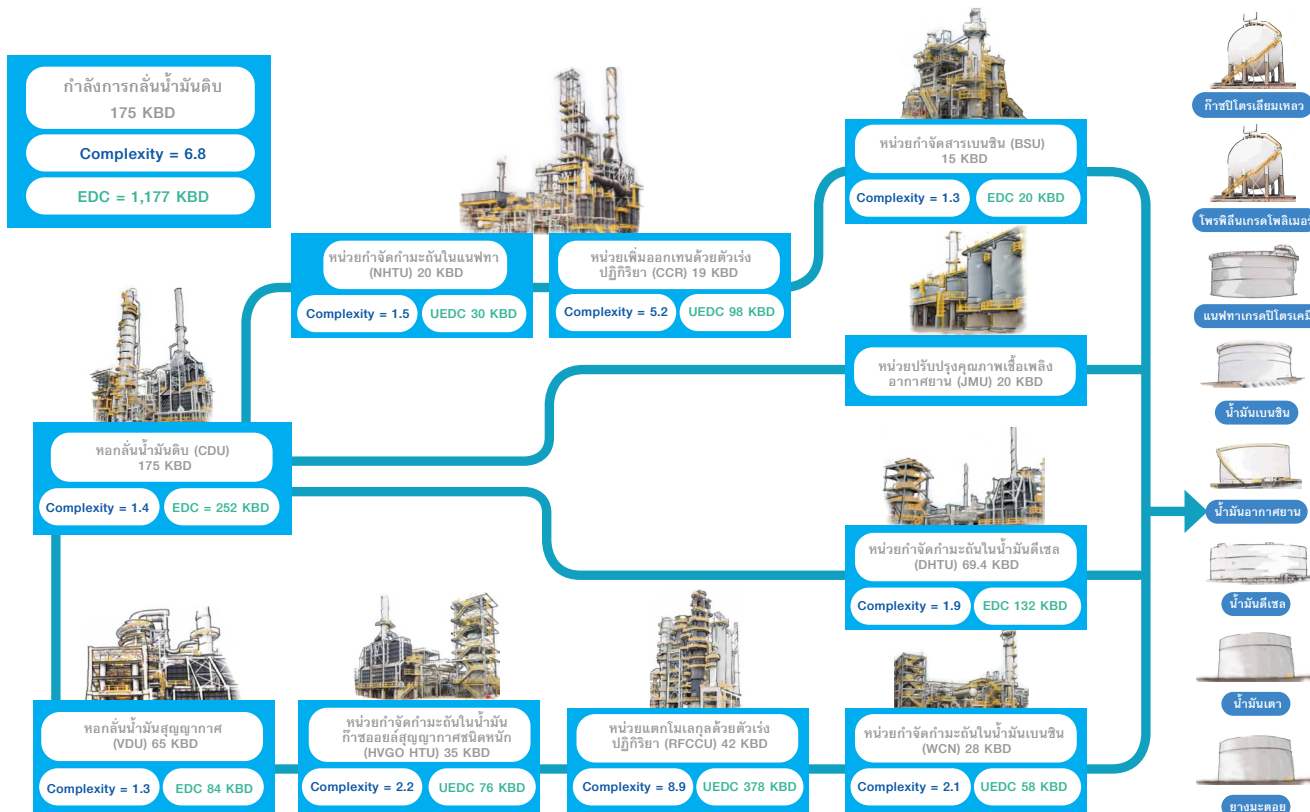 กำลังการกลั่นน้ำมันดิบ
175 KBD
Complexity = 6.8
EDC = 1,177 KBD
หน่วยกำจัดสารเบนซิน (BSU)
15 KBD
Complexity = 1.3
EDC 20 KBD
หน่วยกำจัดกำมะถันในแนฟทา
(NHTU) 20 KBD
Complexity = 1.5
UEDC 30 KBD
หน่วยเพิ่มออกเทนด้วยตัวเร่ง
ปฏิกิริยา (CCR) 19 KBD
Complexity = 5.2
UEDC 98 KBD
หน่วยปรับปรุงคุณภาพเชื้อเพลิง
อากาศยาน (JMU) 20 KBD
หอกลั่นน้ำมันดิบ (CDU)
175 KBD
Complexity = 1.4
EDC = 252 KBD
หน่วยกำจัดกำมะถันในน้ำมันดีเซล
(DHTU) 69.4 KBD
Complexity = 1.9
EDC 132 KBD
หอกลั่นน้ำมันสุญญากาศ
(VDU) 65 KBD
Complexity = 1.3
EDC 84 KBD
หน่วยกำจัดกำมะถันในน้ำมัน
ก๊าซออยล์สุญญากาศชนิดหนัก
(HVGO HTU) 35 KBD
Complexity = 2.2
UEDC 76 KBD
หน่วยแตกโมเลกุลด้วยตัวเร่ง
ปฏิกิริยา (RFCCU) 42 KBD
Complexity = 8.9
UEDC 378 KBD
หน่วยกำจัดกำมะถันในน้ำมันเบนซิน
(WCN) 28 KBD
Complexity = 2.1
UEDC 58 KBD
ก๊าซปิโตรเลียมเหลว
โพรพิลีนเกรดโพลิเมอร์
แนฟทาเกรดปิโตรเคมี
น้ำมันเบนซิน
น้ำมันอากาศยาน
น้ำมันดีเซล
น้ำมันเตา
ยางมะตอย